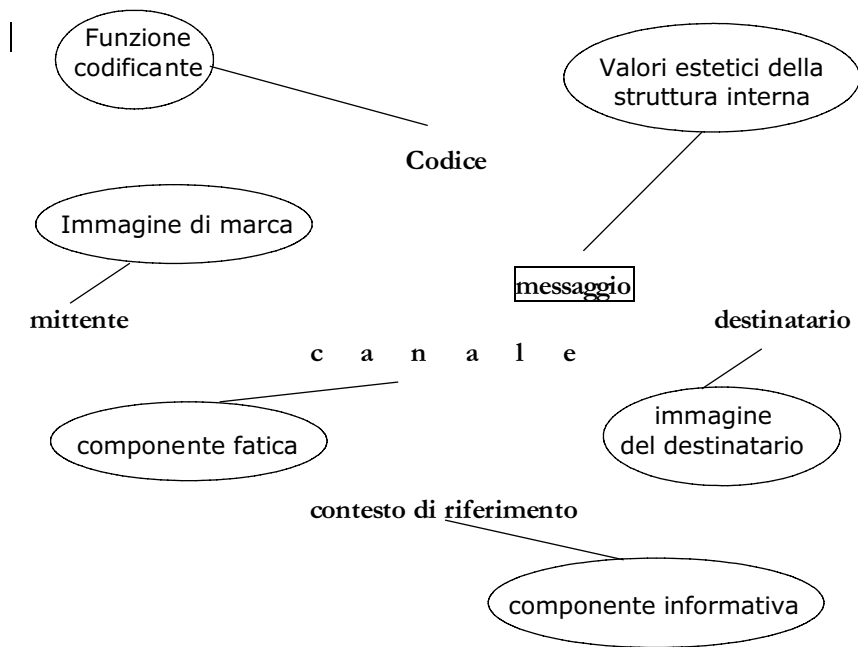 Funzione
codificante
Valori estetici della
struttura interna
Codice
Immagine di marca
messaggio
mittente
destinatario
c a n a l e
componente fatica
immagine
del destinatario
contesto di riferimento
componente informativa